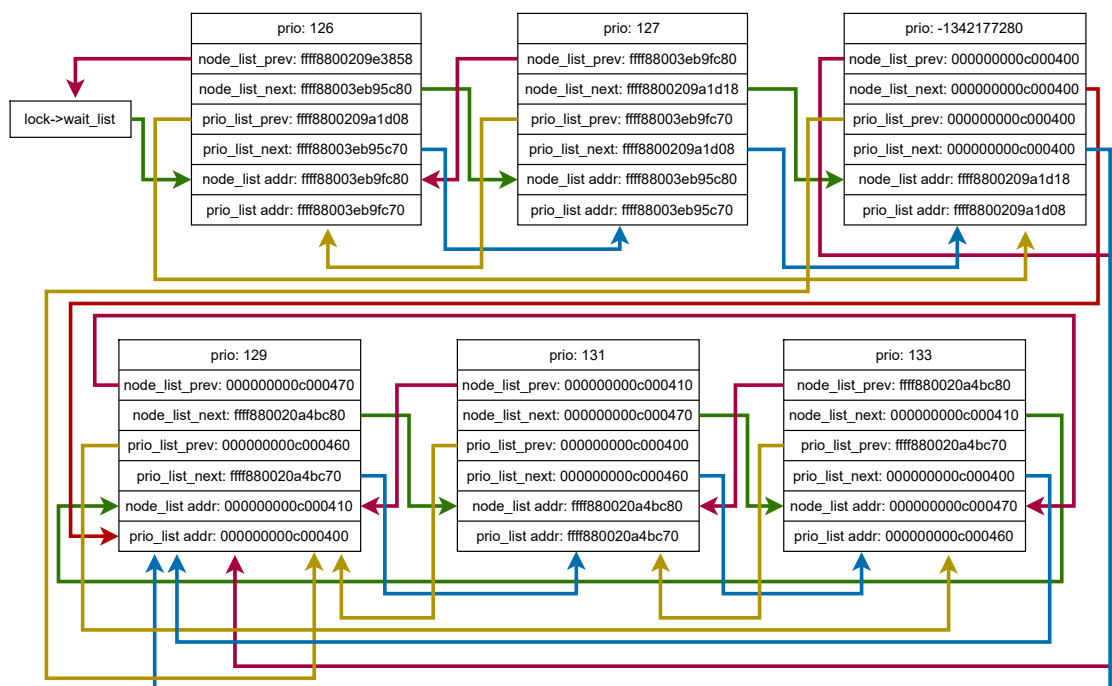 prio: 126
node_list_prev: ffff8800209e3858
node_list_next: ffff88003eb95c80
prio_list_prev: ffff8800209a1d08
prio_list_next: ffff88003eb95c70
node_list addr: ffff88003eb9fc80
prio_list addr: ffff88003eb9fc70
prio: 127
node_list_prev: ffff88003eb9fc80
node_list_next: ffff8800209a1d18
prio_list_prev: ffff88003eb9fc70
prio_list_next: ffff8800209a1d08
node_list addr: ffff88003eb95c80
prio_list addr: ffff88003eb95c70
prio: -1342177280
node_list_prev: 000000000c000400
node_list_next: 000000000c000400
prio_list_prev: 000000000c000400
prio_list_next: 000000000c000400
node_list addr: ffff8800209a1d18
prio_list addr: ffff8800209a1d08
lock->wait_list
prio: 129
node_list_prev: 000000000c000470
node_list_next: ffff880020a4bc80
prio_list_prev: 000000000c000460
prio_list_next: ffff880020a4bc70
node_list addr: 000000000c000410
prio_list addr: 000000000c000400
prio: 131
node_list_prev: 000000000c000410
node_list_next: 000000000c000470
prio_list_prev: 000000000c000400
prio_list_next: 000000000c000460
node_list addr: ffff880020a4bc80
prio_list addr: ffff880020a4bc70
prio: 133
node_list_prev: ffff880020a4bc80
node_list_next: 000000000c000410
prio_list_prev: ffff880020a4bc70
prio_list_next: 000000000c000400
node_list addr: 000000000c000470
prio_list addr: 000000000c000460